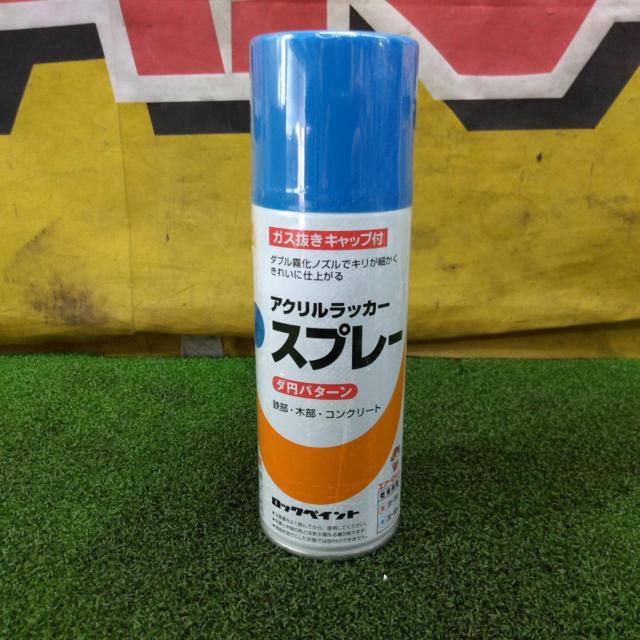 ガス抜きキャップ付
ダブル霧化ノズルでキリが細かく
きれいに仕上がる
アクリルラッカー
スプレー
ダ円パターン
鉄部・木部・コンクリート
ロックペイント